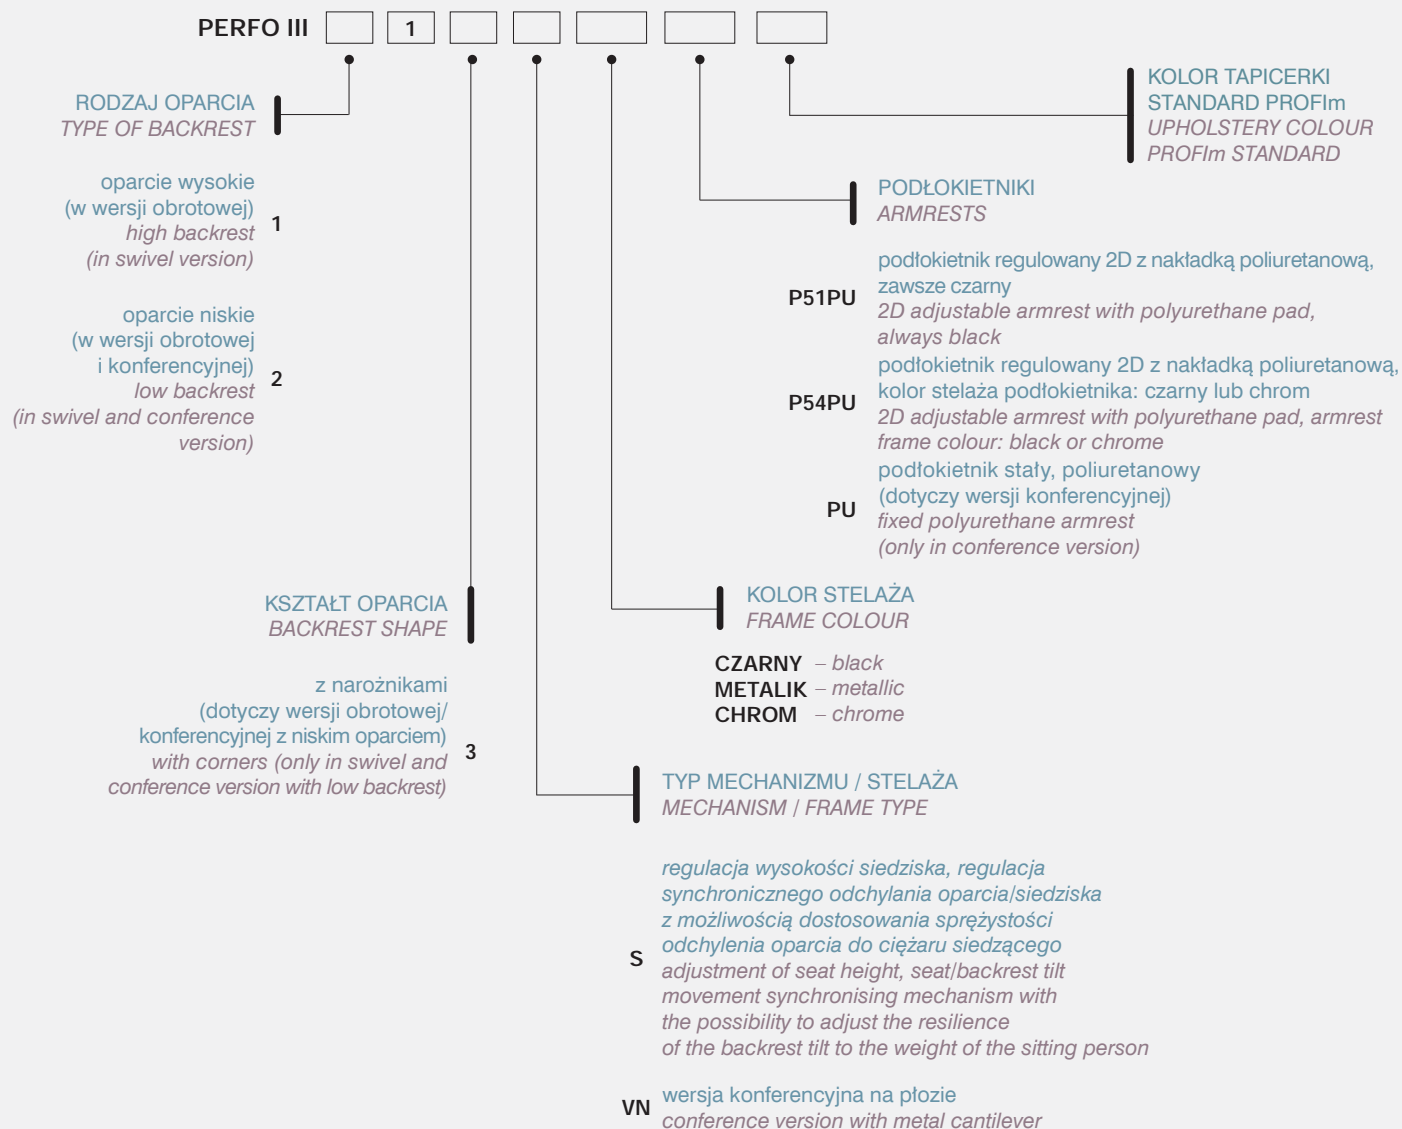 PERFO III 1
RODZAJ OPARCIA
TYPE OF BACKREST
oparcie wysokie
(w wersji obrotowej)
1
high backrest
(in swivel version)
oparcie niskie
(w wersji obrotowej
i konferencyjnej)
2
low backrest
(in swivel and conference
version)
KSZTAŁT OPARCIA
BACKREST SHAPE
z narożnikami
(dotyczy wersji obrotowej/
konferencyjnej z niskim oparciem)
3
with corners (only in swivel and
conference version with low backrest)
TYP MECHANIZMU / STELAŻA
MECHANISM / FRAME TYPE
regulacja wysokości siedziska, regulacja
synchronicznego odchylania oparcia/siedziska
z możliwością dostosowania sprężystości
odchylenia oparcia do ciężaru siedzącego
S
adjustment of seat height, seat/backrest tilt
movement synchronising mechanism with
the possibility to adjust the resilience
of the backrest tilt to the weight of the sitting person
VN
wersja konferencyjna na płozie
conference version with metal cantilever
KOLOR STELAŻA
FRAME COLOUR
CZARNY – black
METALIK – metallic
CHROM – chrome
PODŁOKIETNIKI
ARMRESTS
podłokietnik regulowany 2D z nakładką poliuretanową,
zawsze czarny
P51PU
2D adjustable armrest with polyurethane pad,
always black
podłokietnik regulowany 2D z nakładką poliuretanową,
kolor stelaża podłokietnika: czarny lub chrom
P54PU
2D adjustable armrest with polyurethane pad, armrest
frame colour: black or chrome
podłokietnik stały, poliuretanowy
(dotyczy wersji konferencyjnej)
PU
fixed polyurethane armrest
(only in conference version)
KOLOR TAPICERKI
STANDARD PROFIm
UPHOLSTERY COLOUR
PROFIm STANDARD